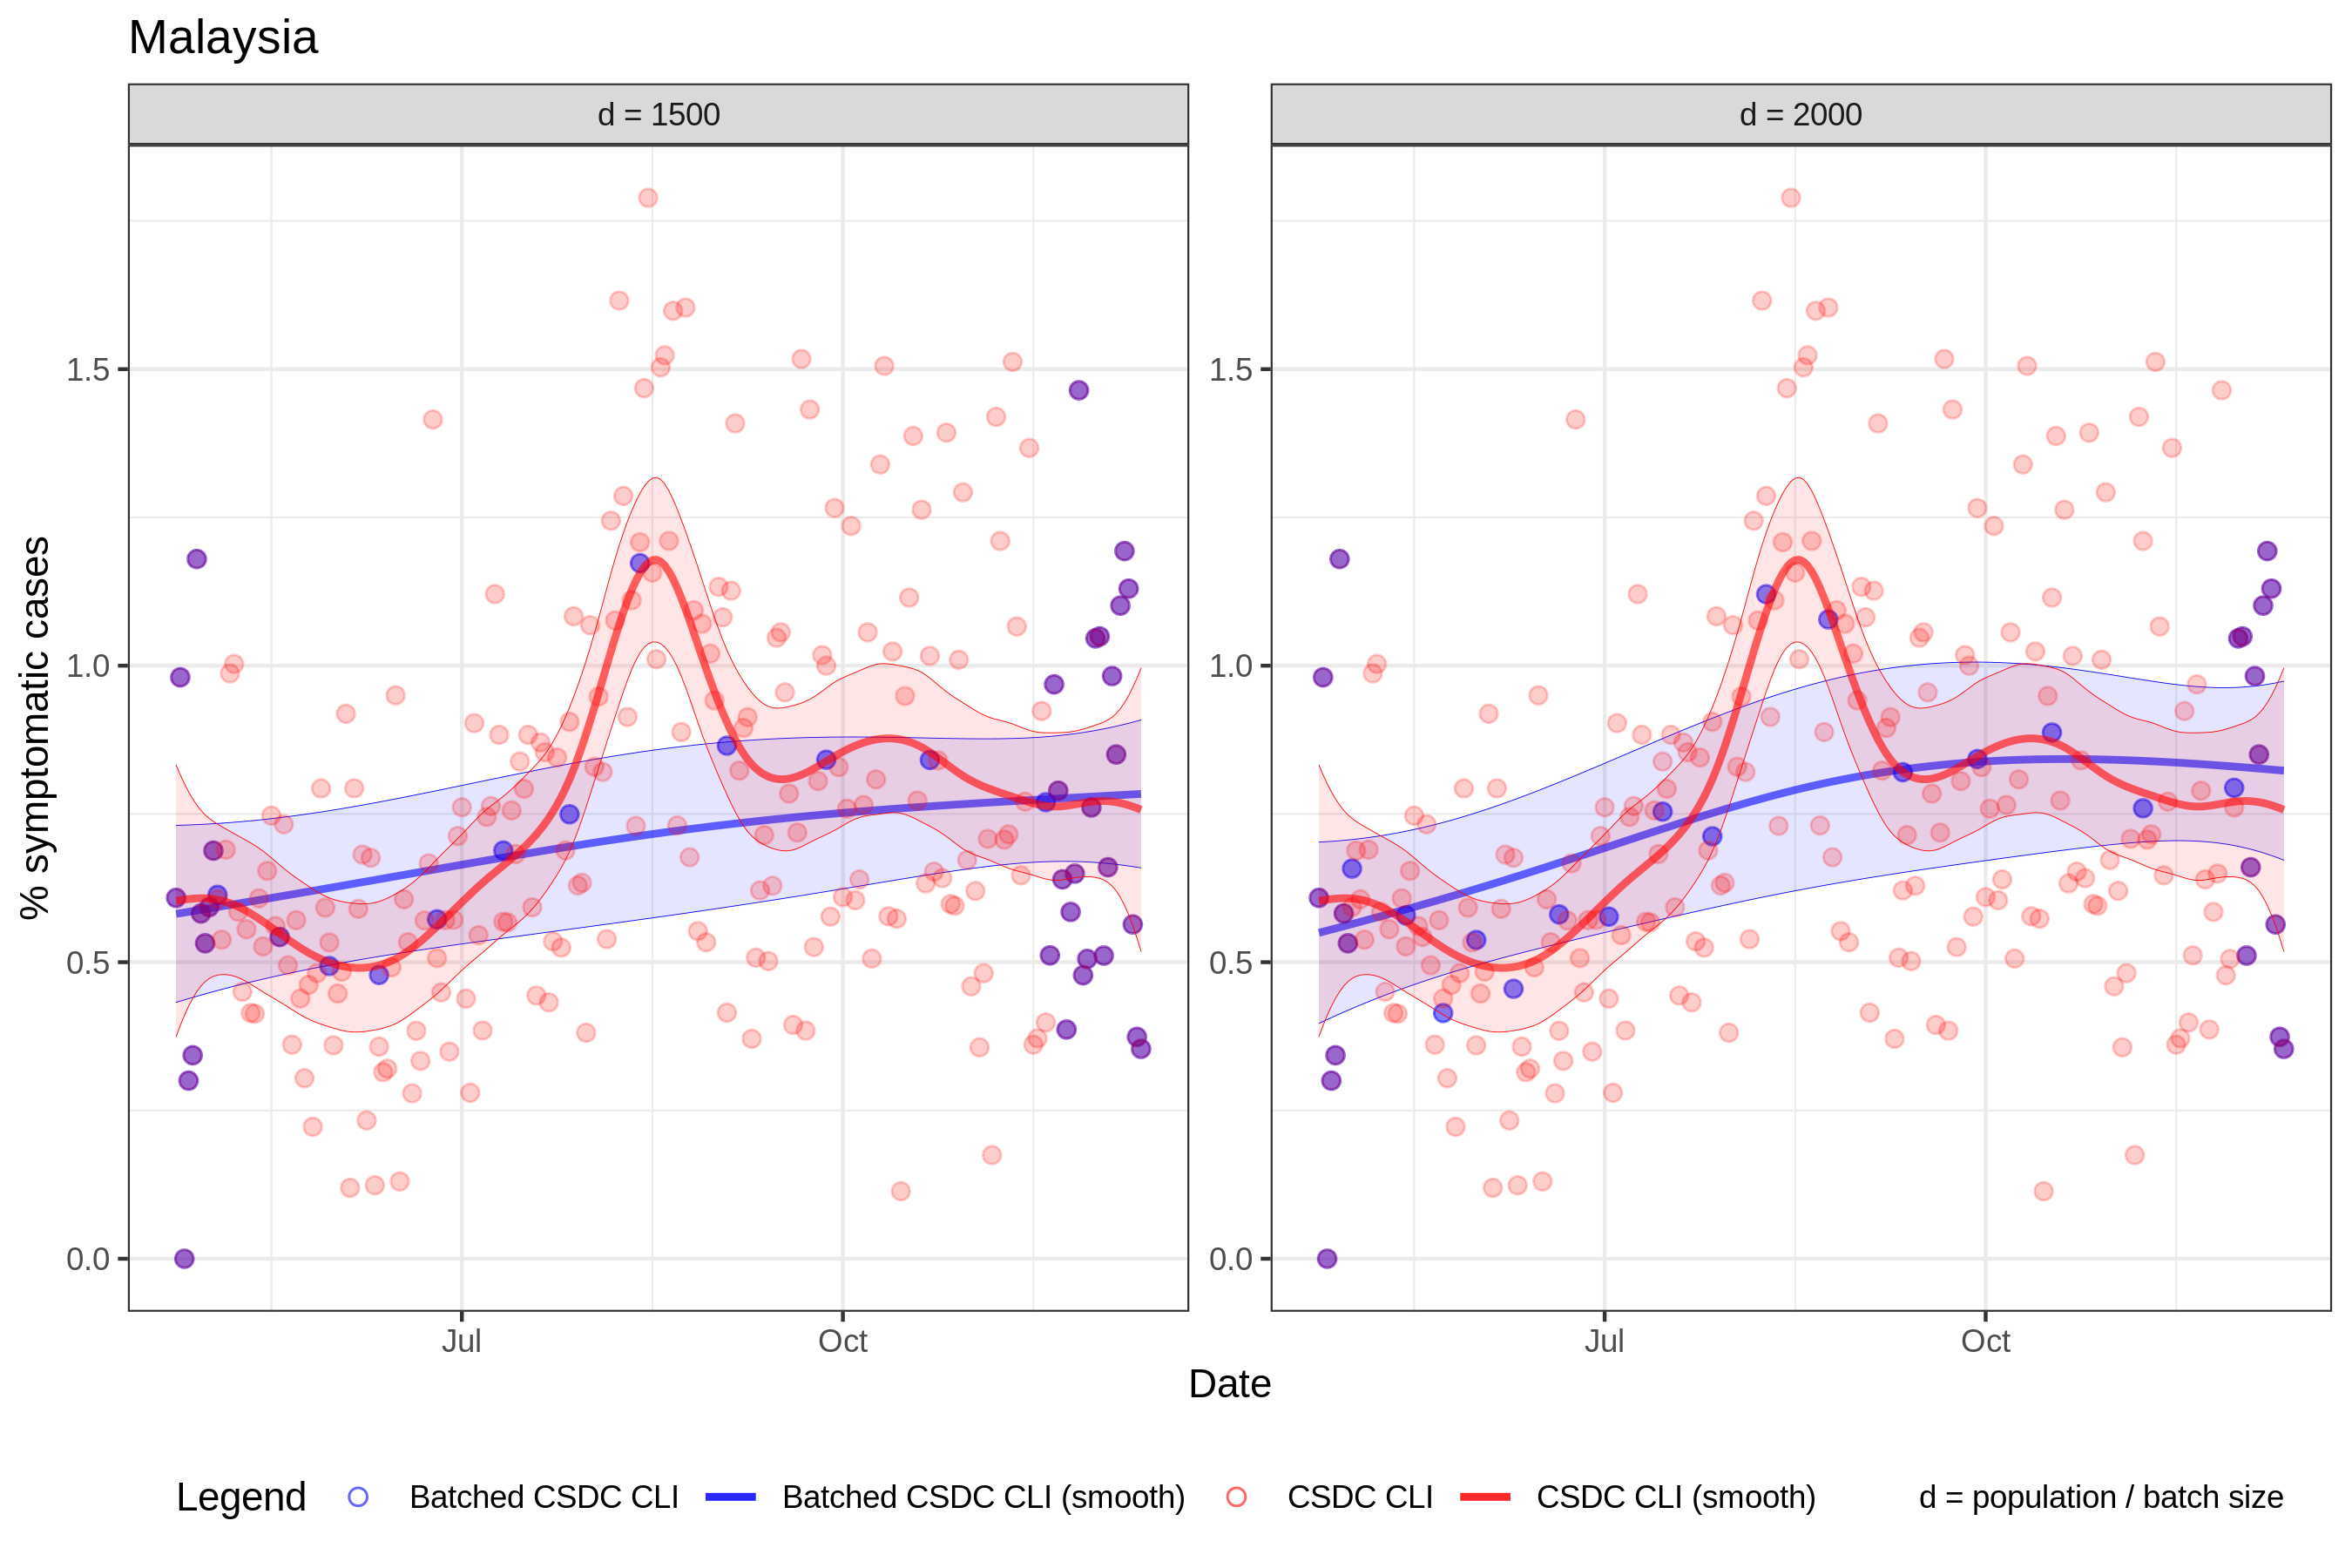 Malaysia
d = 1500
d = 2000
% symptomatic cases
1.5
1.0
0.5
0.0
1.5
1.0
0.5
0.0
Jul
Oct
Jul
Oct
Date
Legend
Batched CSDC CLI
Batched CSDC CLI (smooth)
CSDC CLI
CSDC CLI (smooth)
d = population / batch size